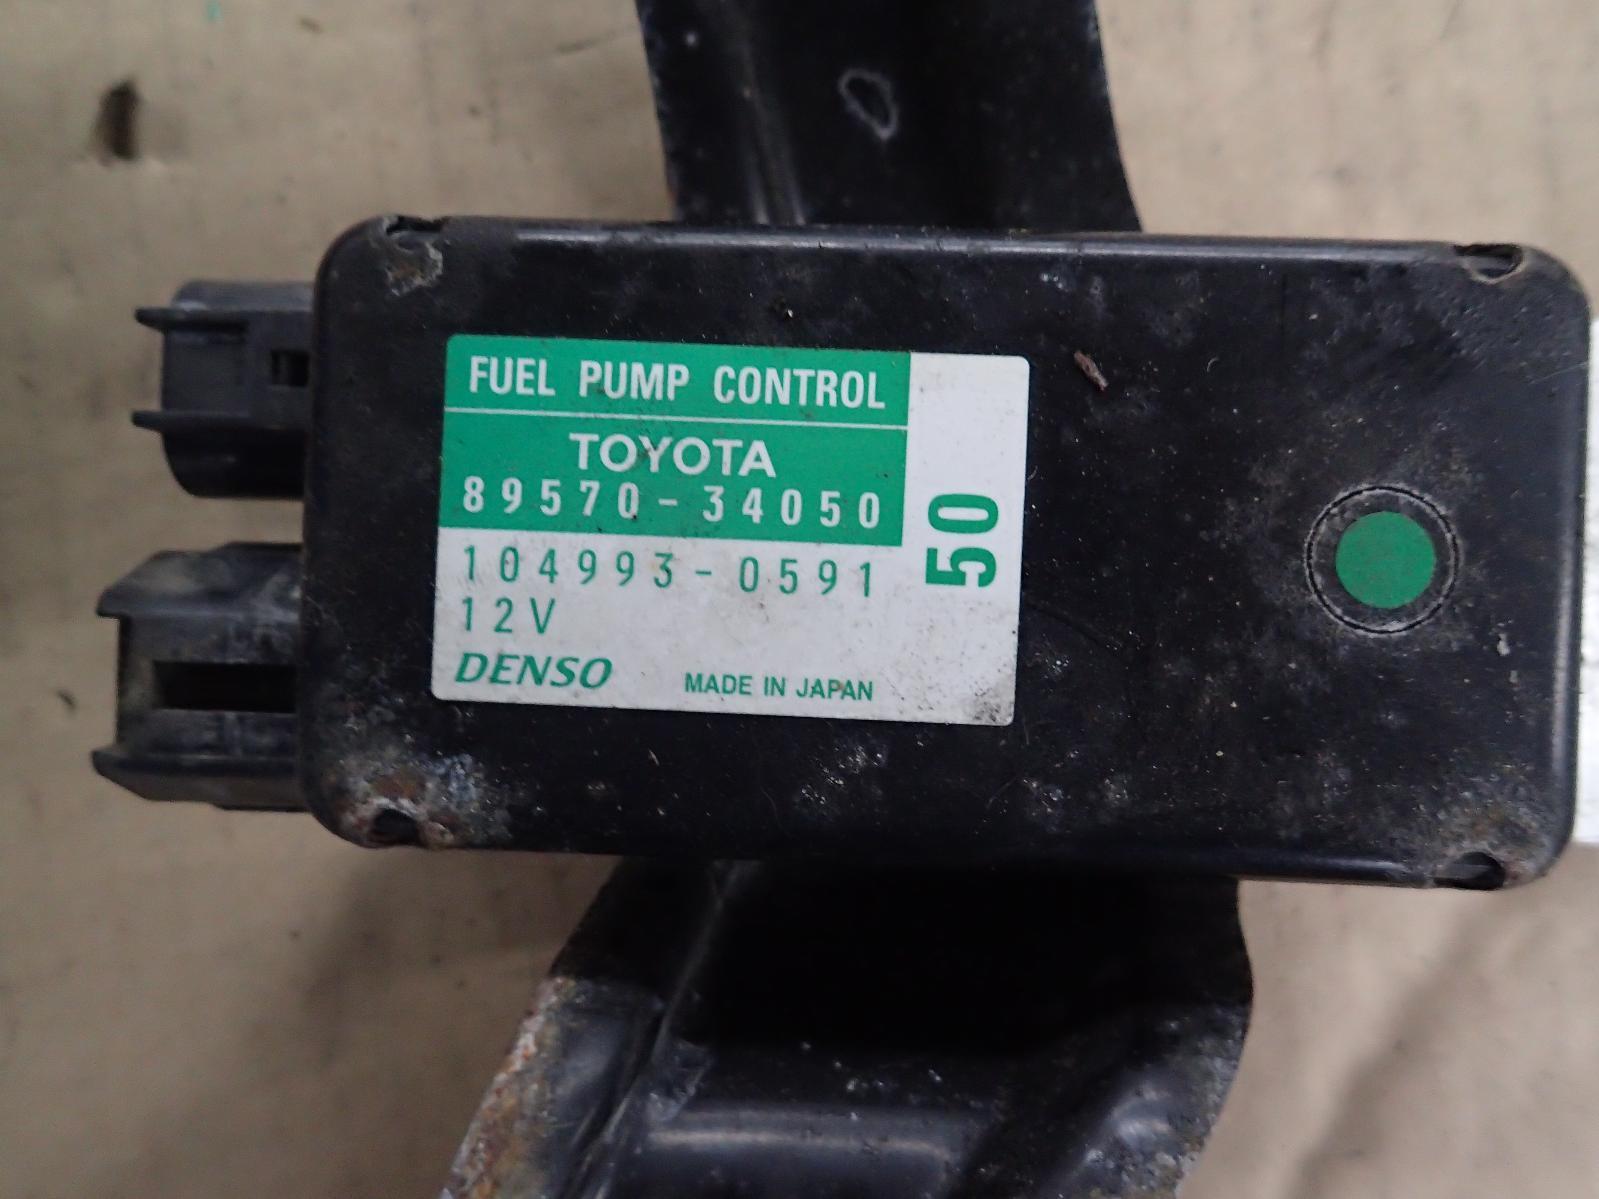 FUEL PUMP CONTROL
TOYOTA
89570-34050
104993-0591
12V
DENSO MADE IN JAPAN
50